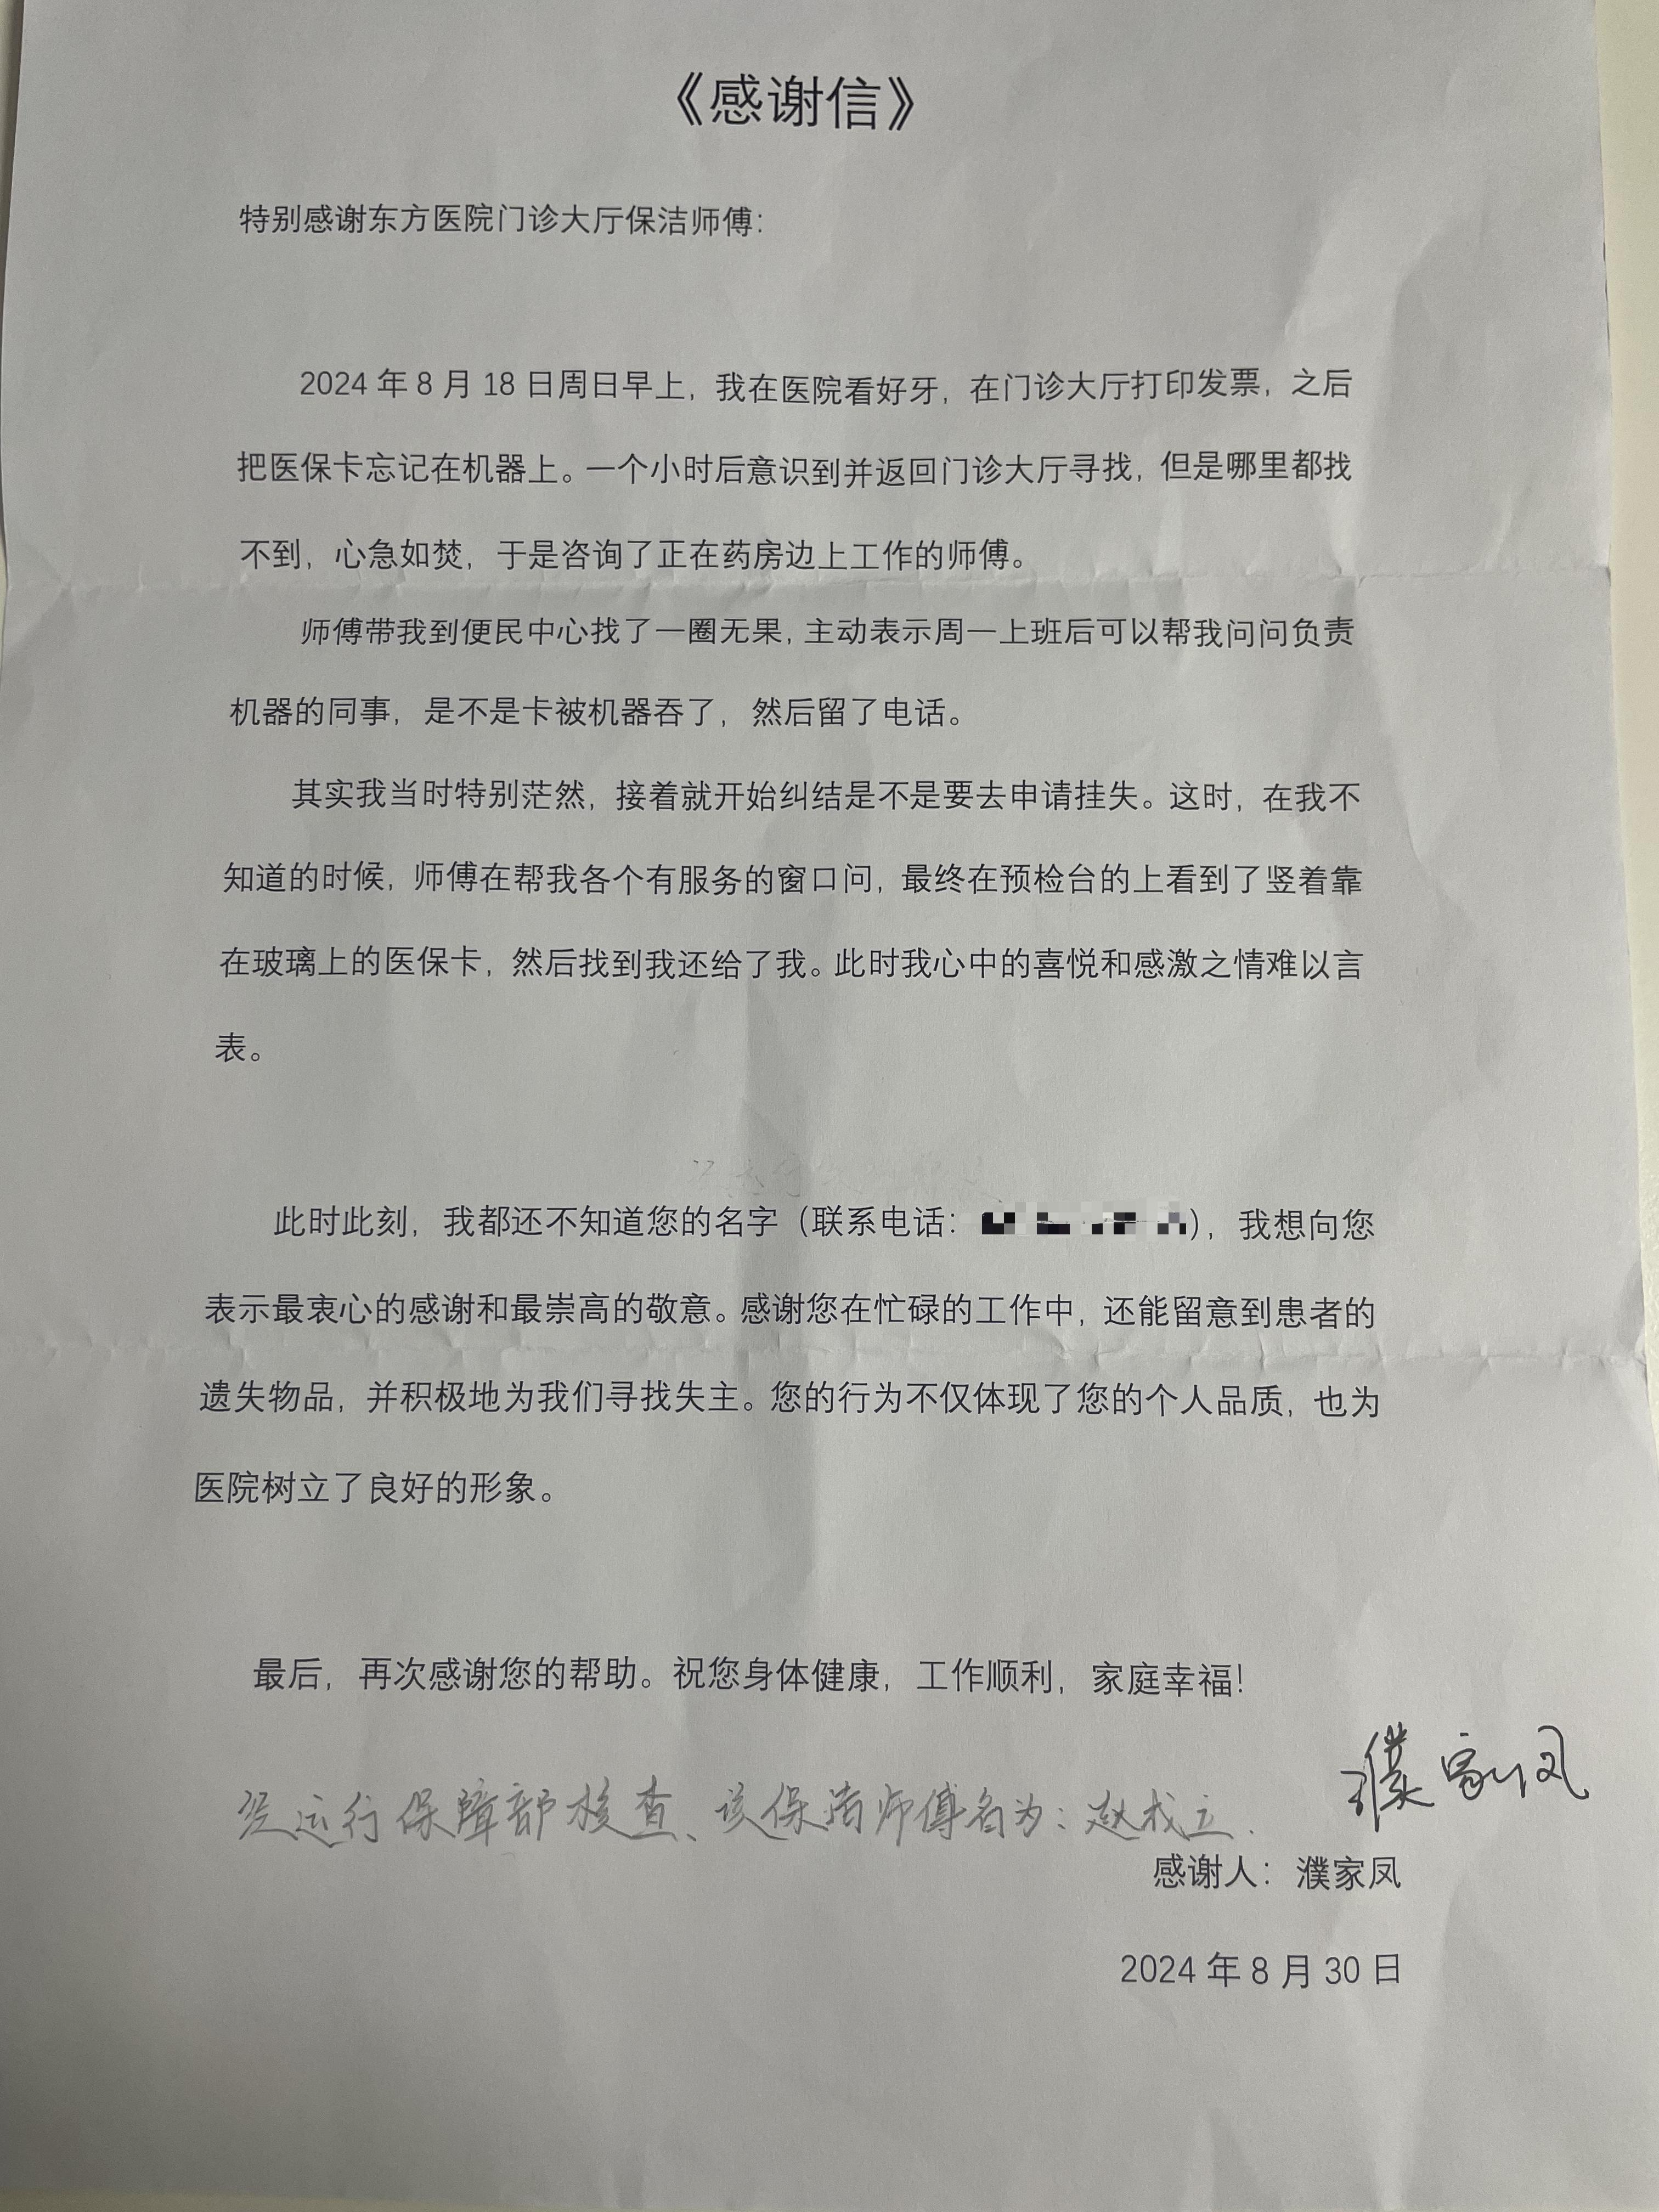 《感谢信》
特别感谢东方医院门诊大厅保洁师傅：
2024 年 8 月 18 日周日早上，我在医院看好牙，在门诊大厅打印发票，之后
把医保卡忘记在机器上。一个小时后意识到并返回门诊大厅寻找，但是哪里都找
不到，心急如焚，于是咨询了正在药房边上工作的师傅。
师傅带我到便民中心找了一圈无果，主动表示周一上班后可以帮我问问负责
机器的同事，是不是卡被机器吞了，然后留了电话。
其实我当时特别茫然，接着就开始纠结是不是要去申请挂失。这时，在我不
知道的时候，师傅在帮我各个有服务的窗口问，最终在预检台的上看到了竖着靠
在玻璃上的医保卡，然后找到我还给了我。此时我心中的喜悦和感激之情难以言
表。
此时此刻，我都还不知道您的名字（联系电话：），我想向您
表示最衷心的感谢和最崇高的敬意。感谢您在忙碌的工作中，还能留意到患者的
遗失物品，并积极地为我们寻找失主。您的行为不仅体现了您的个人品质，也为
医院树立了良好的形象。
最后，再次感谢您的帮助。祝您身体健康，工作顺利，家庭幸福！
濮家凤
经运行保障部核查、该保洁师傅名为：赵成立.
感谢人：濮家凤
2024 年 8 月 30 日